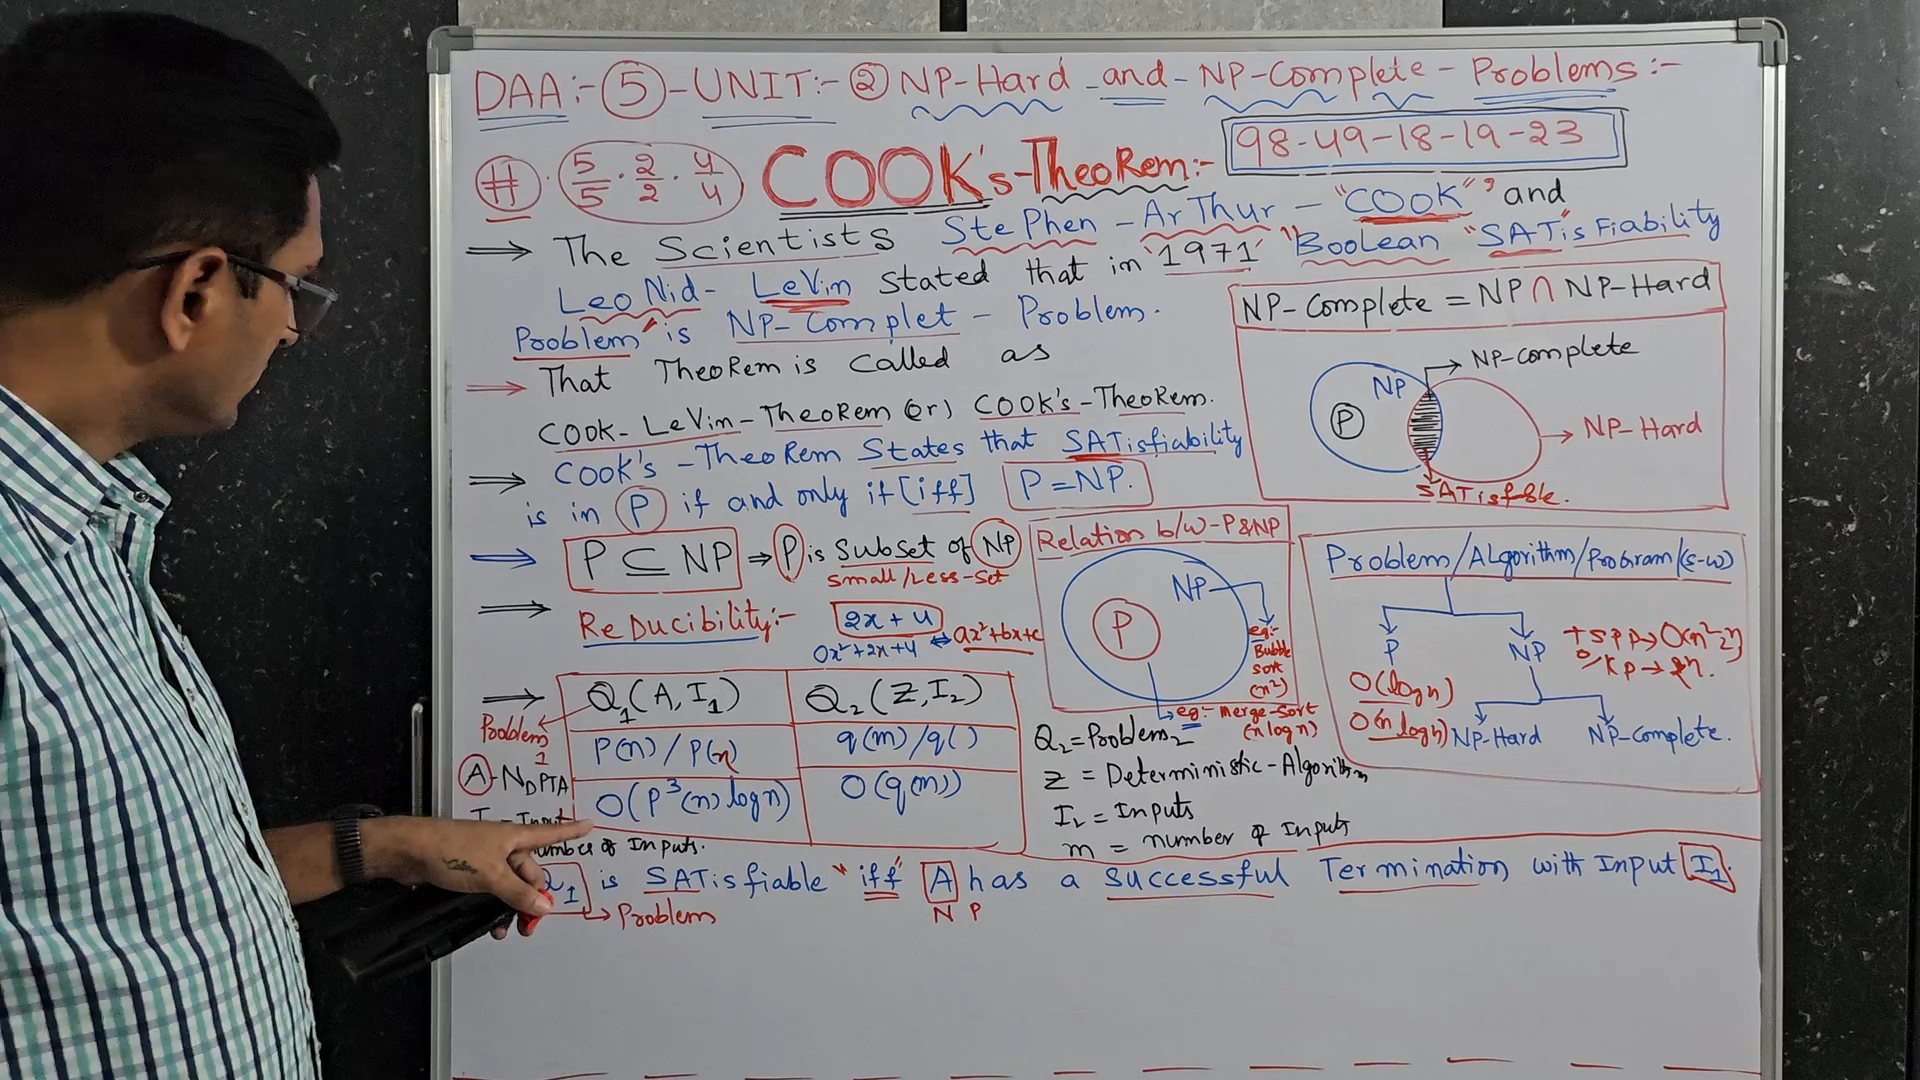 DAA:-⑤-UNIT:-② NP-Hard -and- NP-Complete - Problems:-
98-49-18-19-23
# . 5/5 . 2/2 . 4/4 COOK's-TheoRem:-
⟹ The Scientists StePhen - ArThur - "COOK"' and
LeoNid- LeVin stated that in '1971' "Boolean "SATisFiability
Problem" is NP-Complet - Problem.
⟶ That TheoRem is called as
COOK-LeVin-TheoRem (or) COOK's-TheoRem.
⟹ COOK's-TheoRem States that SATisfiability
is in P if and only if [iff] P=NP.
⟹ P ⊆ NP ⇒ P is SubSet of NP
Small/Less-Set
⟹ ReDucibility:- 2x+4
0x²+2x+4 ⇔ ax²+bx+c
⟹ Q₁(A,I₁) Q₂(Z,I₂)
Problem 1
P(n)/P(n) q(m)/q()
A-NDPTA
O(P³(n) log n) O(q(m))
number of Inputs.
NP-Complete = NP ∩ NP-Hard
NP-Complete
NP
P
NP-Hard
SATisfble.
Relation b/w-P&NP
NP
P
eg:-
Bubble
sort
(n²)
eg:- Merge-Sort
(n log n)
Problem/ALgorithm/Program/(s-w)
P NP
TSPP→O(n²2ⁿ)
0/1KP→2ⁿ.
O(log n)
O(n log n)
NP-Hard NP-Complete.
Q₂=Problem₂
Z = Deterministic-Algorithm
I₂ = Inputs
m = number of Inputs
is SATisfiable "iff" A has a Successful Termination with Input I₁.
Problem
N P